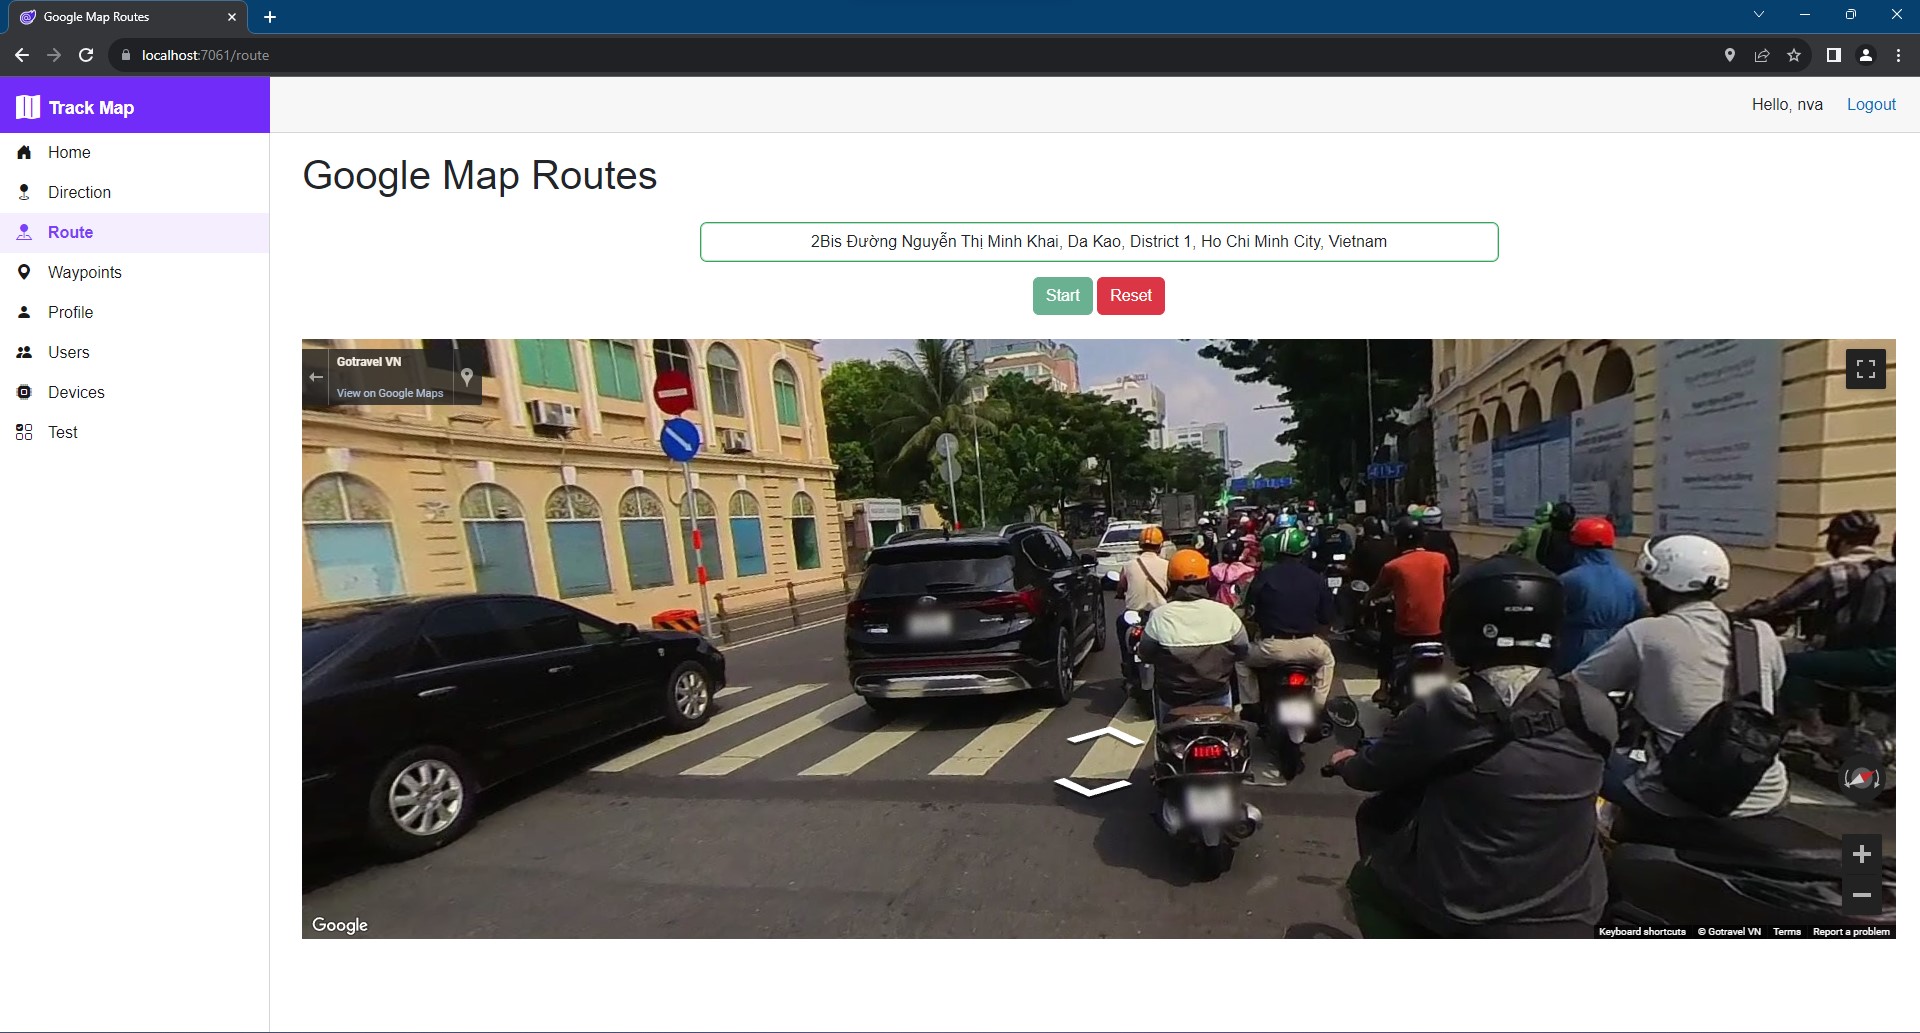 Google Map Routes
localhost:7061/route
Track Map
Hello, nva
Logout
Home
Direction
Route
Waypoints
Profile
Users
Devices
Test
Google Map Routes
2Bis Đường Nguyễn Thị Minh Khai, Da Kao, District 1, Ho Chi Minh City, Vietnam
Start
Reset
Gotravel VN
View on Google Maps
Google
Keyboard shortcuts
© Gotravel VN
Terms
Report a problem